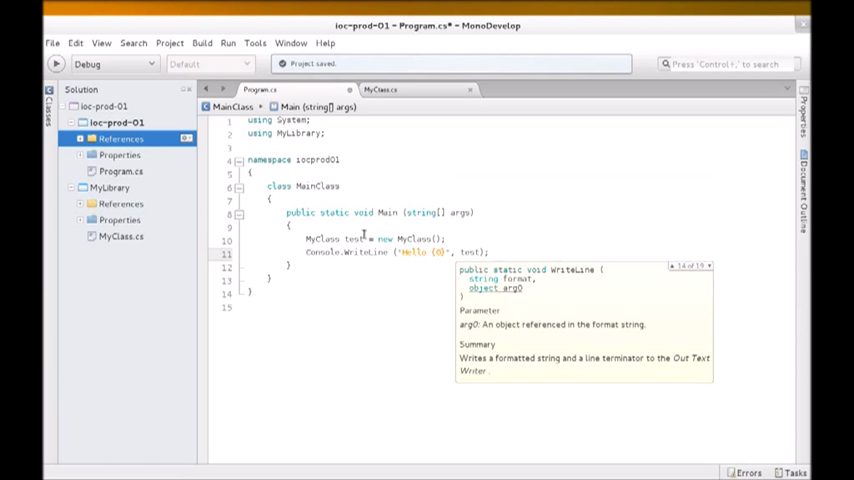 ioc-prod-01 - Program.cs* - MonoDevelop
File Edit View Search Project Build Run Tools Window Help
Debug Default Project saved. Press 'Control+,' to search
Solution Program.cs MyClass.cs
Classes
Properties
Document Outline
ioc-prod-01
ioc-prod-01
References
Properties
Program.cs
MyLibrary
References
Properties
MyClass.cs
MainClass Main (string[] args)
1 using System;
2 using MyLibrary;
3
4 namespace iocprod01
5 {
6 class MainClass
7 {
8 public static void Main (string[] args)
9 {
10 MyClass test = new MyClass();
11 Console.WriteLine ("Hello {0}", test);
12 }
13 }
14 }
15
14 of 19
public static void WriteLine (
string format,
object arg0
)
Parameter
arg0: An object referenced in the format string.
Summary
Writes a formatted string and a line terminator to the Out Text
Writer .
Errors Tasks